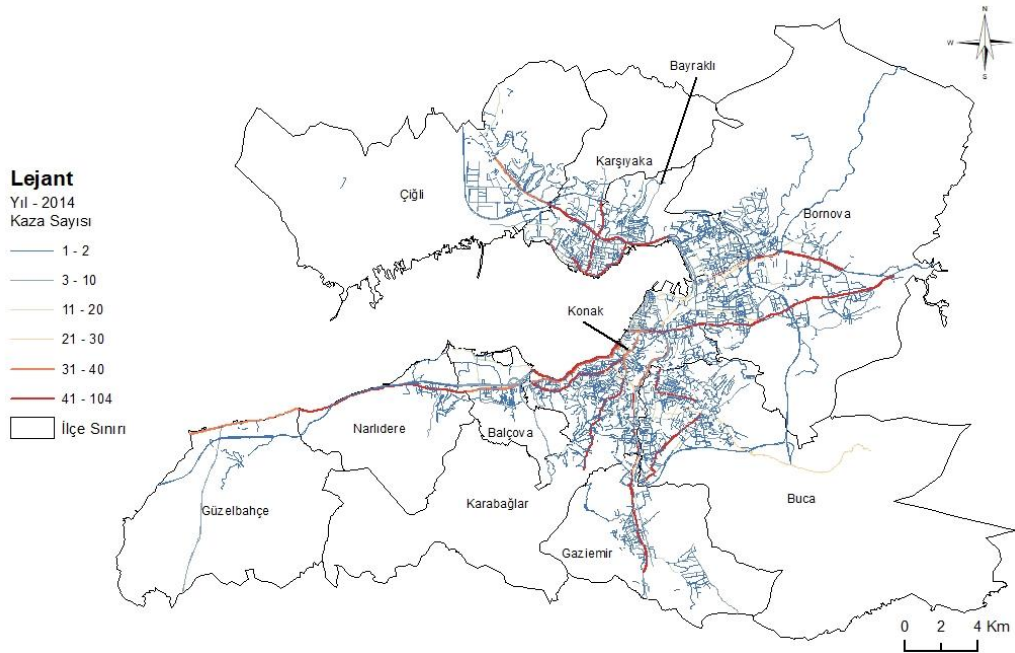 N
W
E
S
Bayraklı
Karşıyaka
Çiğli
Bornova
Lejant
Yıl - 2014
Kaza Sayısı
1 - 2
3 - 10
11 - 20
21 - 30
31 - 40
41 - 104
İlçe Sınırı
Konak
Narlıdere
Balçova
Güzelbahçe
Karabağlar
Buca
Gaziemir
0 2 4 Km